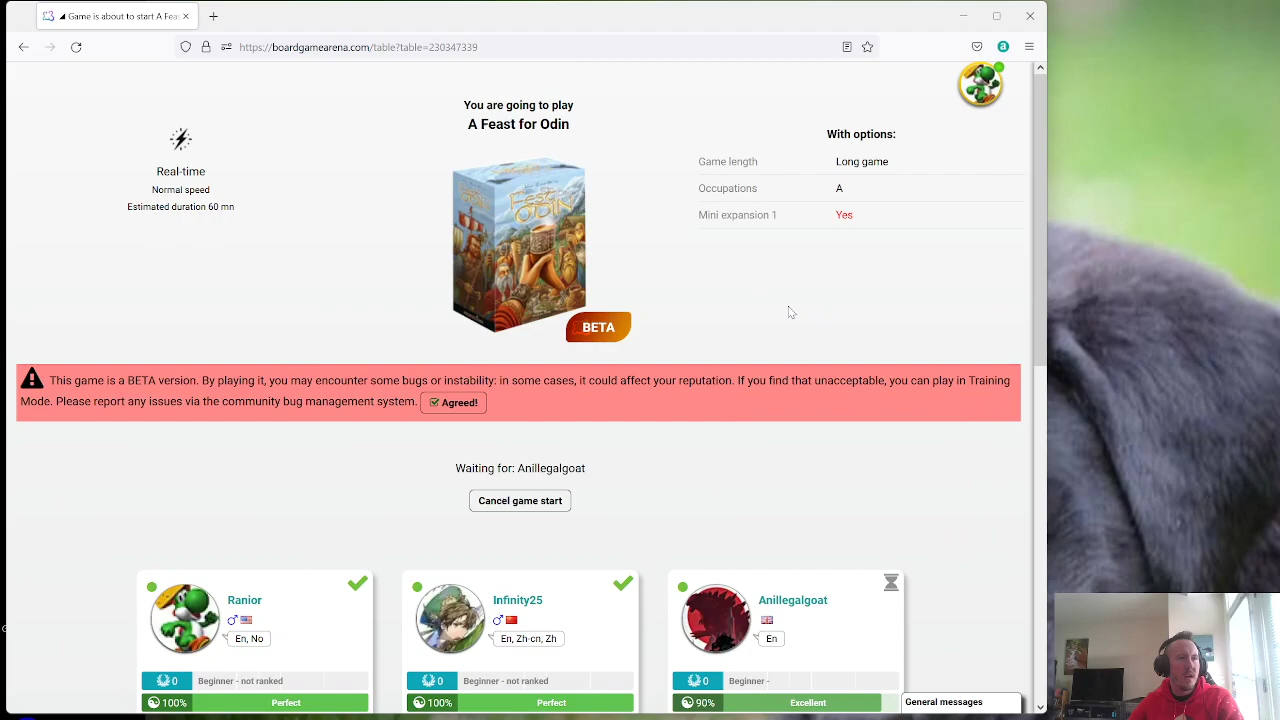 Game is about to start A Feas
https://boardgamearena.com/table?table=230347339
a
You are going to play
A Feast for Odin
Real-time
Normal speed
Estimated duration 60 mn
FEAST
ODIN
BETA
With options:
Game length Long game
Occupations A
Mini expansion 1 Yes
This game is a BETA version. By playing it, you may encounter some bugs or instability: in some cases, it could affect your reputation. If you find that unacceptable, you can play in Training
Mode. Please report any issues via the community bug management system. Agreed!
Waiting for: Anillegalgoat
Cancel game start
Ranior
En, No
0 Beginner - not ranked
100% Perfect
Infinity25
En, Zh-cn, Zh
0 Beginner - not ranked
100% Perfect
Anillegalgoat
En
0 Beginner -
90% Excellent
General messages